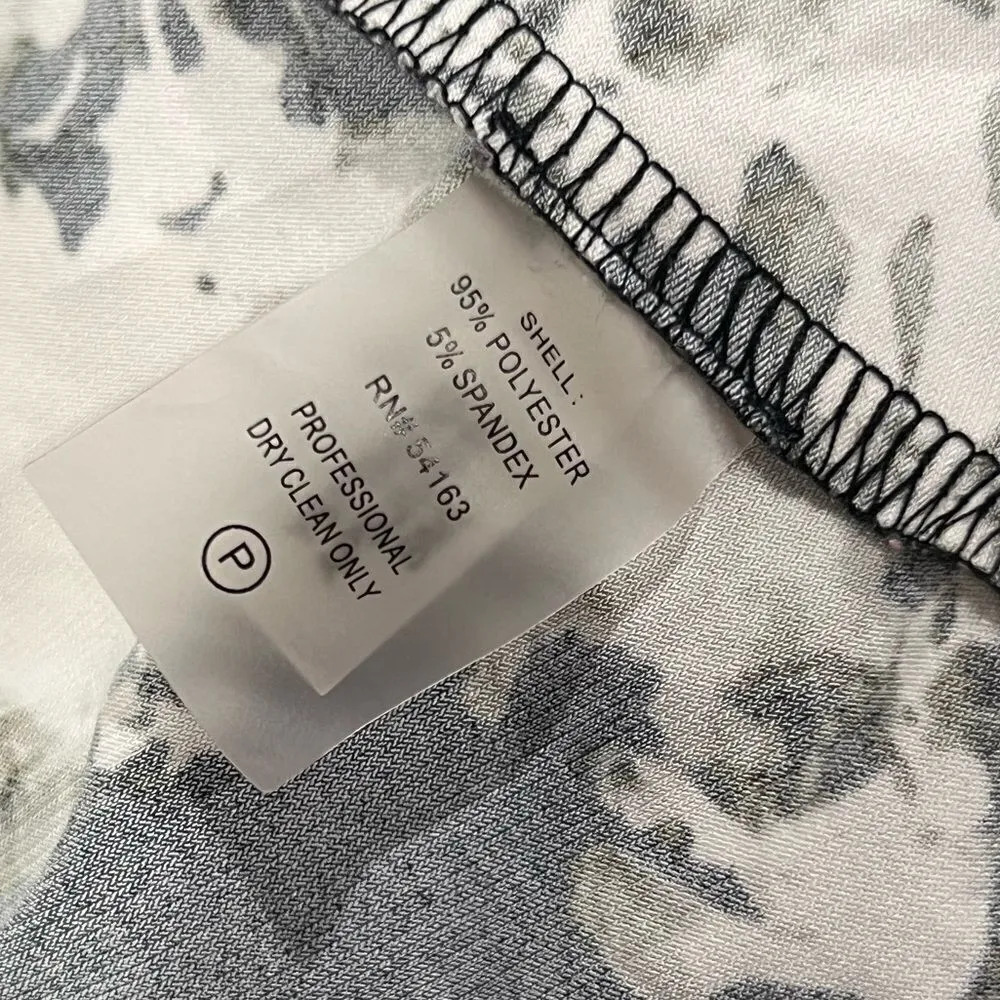 SHELL:
95% POLYESTER
5% SPANDEX
RN# 54163
PROFESSIONAL
DRY CLEAN ONLY
P